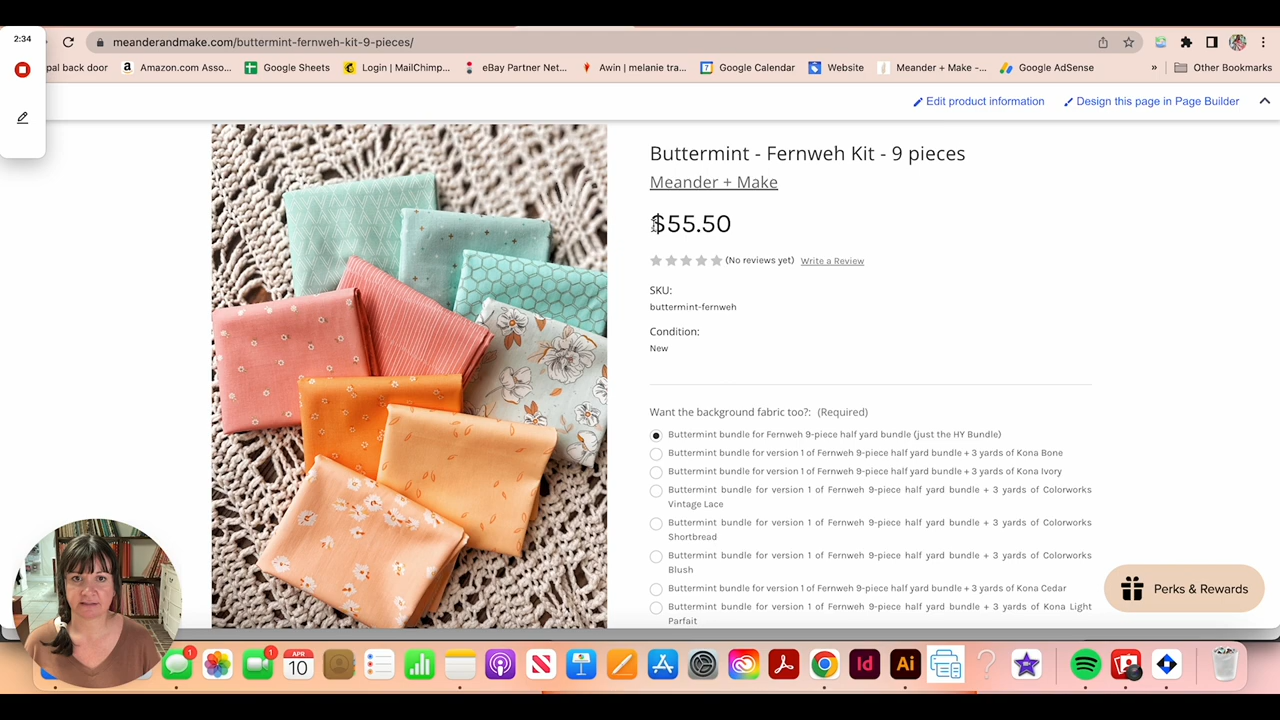 2:34
meanderandmake.com/buttermint-fernweh-kit-9-pieces/
pal back door
Amazon.com Asso...
Google Sheets
Login | MailChimp...
eBay Partner Net...
Awin | melanie tra...
Google Calendar
Website
Meander + Make -...
Google AdSense
»
Other Bookmarks
Edit product information
Design this page in Page Builder
Buttermint - Fernweh Kit - 9 pieces
Meander + Make
$55.50
(No reviews yet) Write a Review
SKU:
buttermint-fernweh
Condition:
New
Want the background fabric too?: (Required)
Buttermint bundle for Fernweh 9-piece half yard bundle (just the HY Bundle)
Buttermint bundle for version 1 of Fernweh 9-piece half yard bundle + 3 yards of Kona Bone
Buttermint bundle for version 1 of Fernweh 9-piece half yard bundle + 3 yards of Kona Ivory
Buttermint bundle for version 1 of Fernweh 9-piece half yard bundle + 3 yards of Colorworks
Vintage Lace
Buttermint bundle for version 1 of Fernweh 9-piece half yard bundle + 3 yards of Colorworks
Shortbread
Buttermint bundle for version 1 of Fernweh 9-piece half yard bundle + 3 yards of Colorworks
Blush
Buttermint bundle for version 1 of Fernweh 9-piece half yard bundle + 3 yards of Kona Cedar
Buttermint bundle for version 1 of Fernweh 9-piece half yard bundle + 3 yards of Kona Light
Parfait
Perks & Rewards
1
1
APR
10
Id
Ai